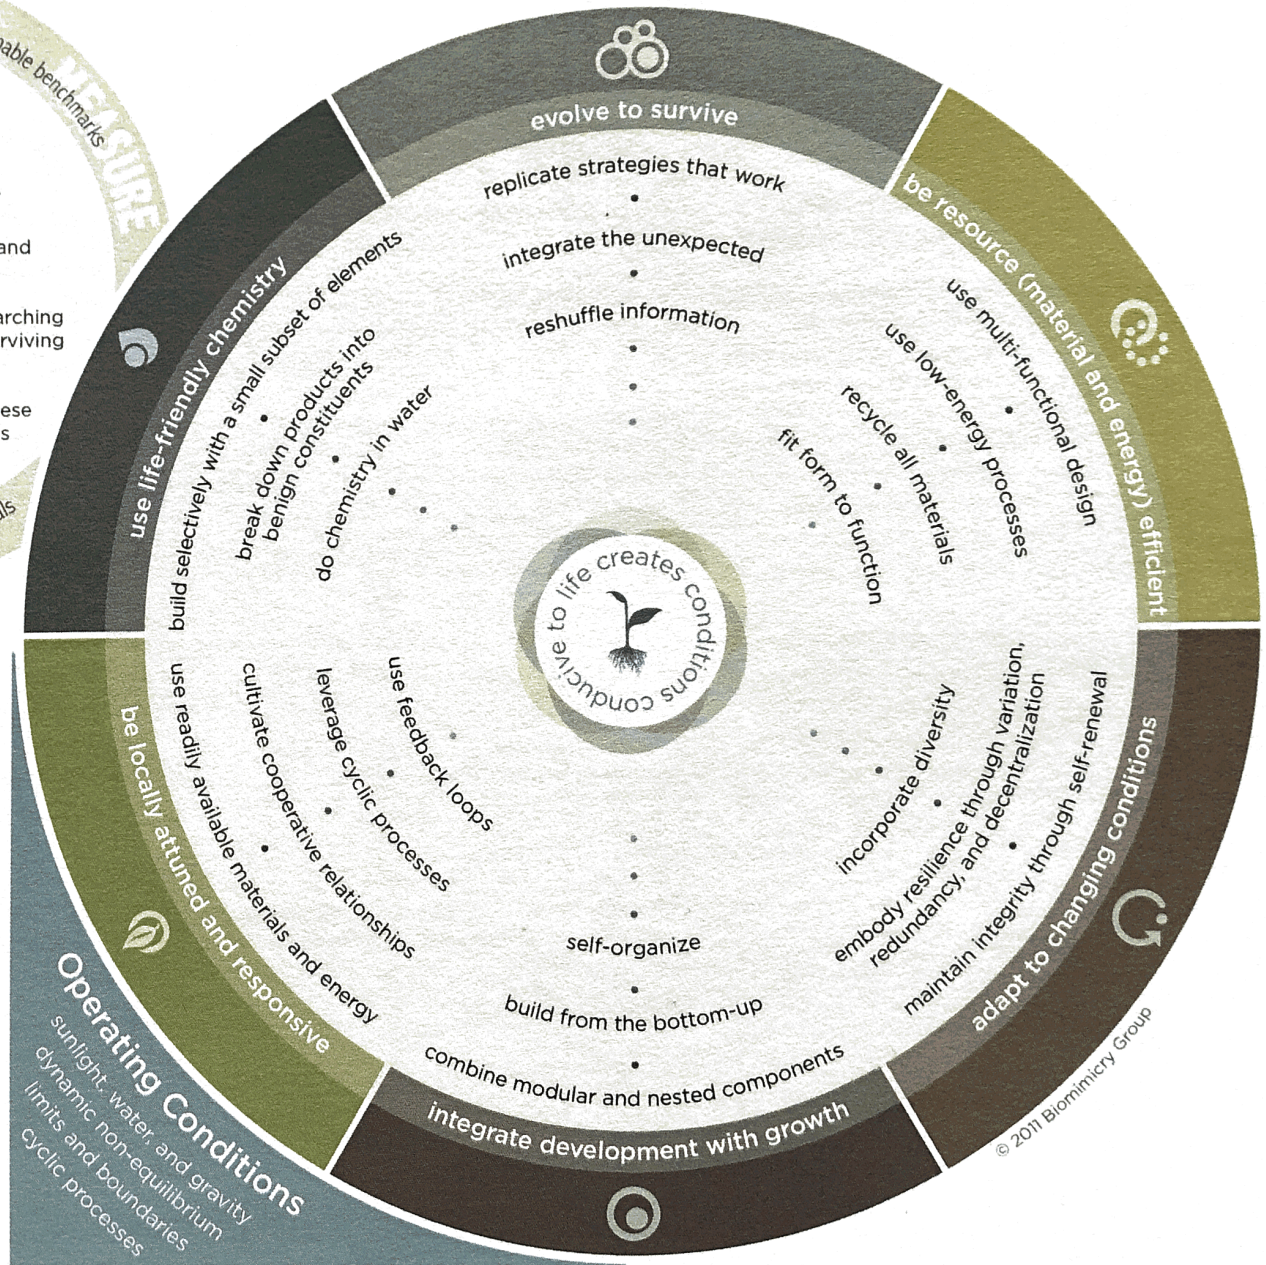 nable benchmarks
MEASURE
and
arching
rviving
ese
s
als
evolve to survive
replicate strategies that work
integrate the unexpected
reshuffle information
be resource (material and energy) efficient
use multi-functional design
use low-energy processes
recycle all materials
fit form to function
adapt to changing conditions
maintain integrity through self-renewal
embody resilience through variation,
redundancy, and decentralization
incorporate diversity
integrate development with growth
combine modular and nested components
build from the bottom-up
self-organize
be locally attuned and responsive
use readily available materials and energy
cultivate cooperative relationships
leverage cyclic processes
use feedback loops
use life-friendly chemistry
build selectively with a small subset of elements
break down products into
benign constituents
do chemistry in water
life creates conditions conducive to
Operating Conditions
sunlight, water, and gravity
dynamic non-equilibrium
limits and boundaries
cyclic processes
© 2011 Biomimicry Group